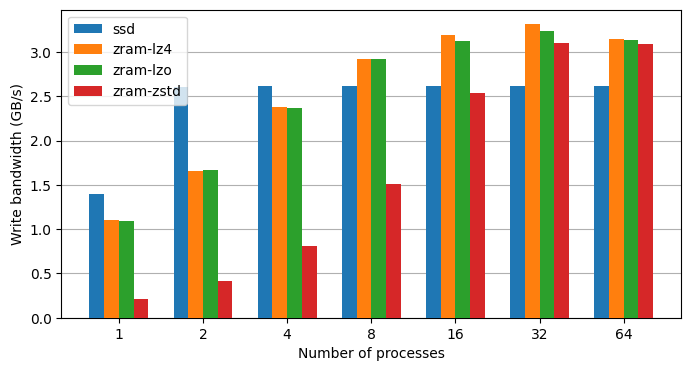 ssd
zram-lz4
zram-lzo
zram-zstd
Write bandwidth (GB/s)
3.0
2.5
2.0
1.5
1.0
0.5
0.0
1 2 4 8 16 32 64
Number of processes